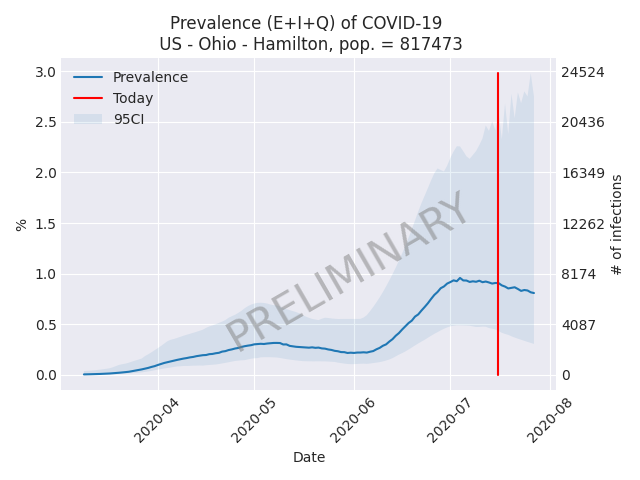 Prevalence (E+I+Q) of COVID-19
US - Ohio - Hamilton, pop. = 817473
Prevalence
Today
95CI
PRELIMINARY
3.0
2.5
2.0
1.5
1.0
0.5
0.0
%
24524
20436
16349
12262
8174
4087
0
# of infections
2020-04
2020-05
2020-06
2020-07
2020-08
Date